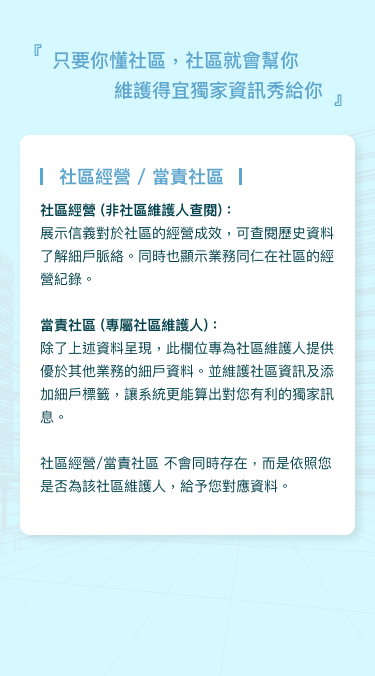 『 只要你懂社區，社區就會幫你
維護得宜獨家資訊秀給你 』
社區經營 / 當責社區
社區經營 (非社區維護人查閱)：
展示信義對於社區的經營成效，可查閱歷史資料
了解細戶脈絡。同時也顯示業務同仁在社區的經
營紀錄。
當責社區 (專屬社區維護人)：
除了上述資料呈現，此欄位專為社區維護人提供
優於其他業務的細戶資料。並維護社區資訊及添
加細戶標籤，讓系統更能算出對您有利的獨家訊
息。
社區經營/當責社區 不會同時存在，而是依照您
是否為該社區維護人，給予您對應資料。